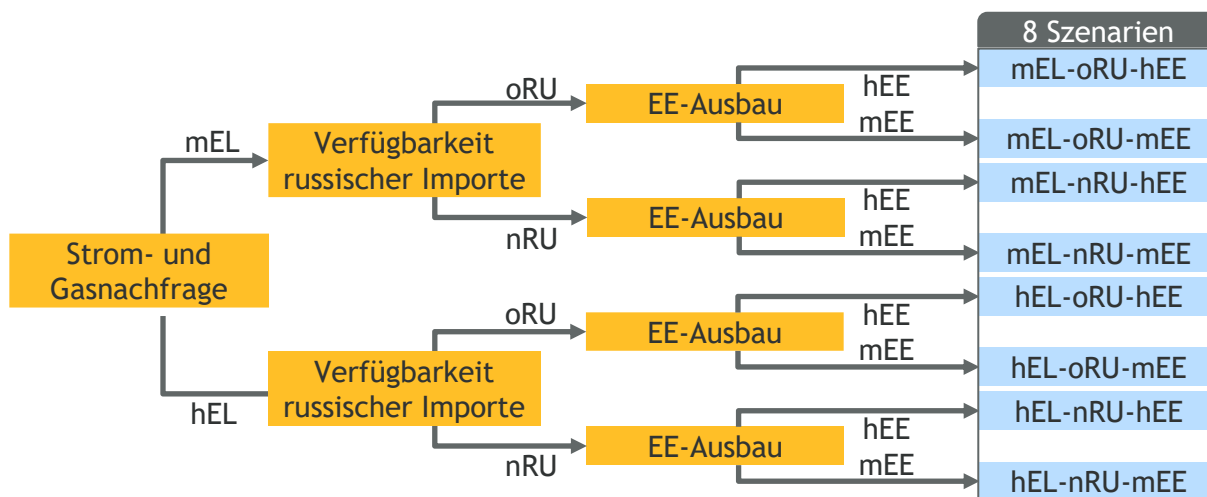 8 Szenarien
mEL-oRU-hEE
oRU
hEE
EE-Ausbau
mEE
mEL
Verfügbarkeit
russischer Importe
mEL-oRU-mEE
mEL-nRU-hEE
hEE
EE-Ausbau
mEE
nRU
Strom- und
Gasnachfrage
mEL-nRU-mEE
hEL-oRU-hEE
oRU
hEE
EE-Ausbau
mEE
Verfügbarkeit
russischer Importe
hEL
hEL-oRU-mEE
hEL-nRU-hEE
hEE
EE-Ausbau
mEE
nRU
hEL-nRU-mEE